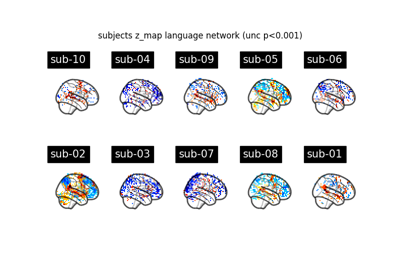 subjects z_map language network (unc p<0.001)
sub-10 sub-04 sub-09 sub-05 sub-06
sub-02 sub-03 sub-07 sub-08 sub-01